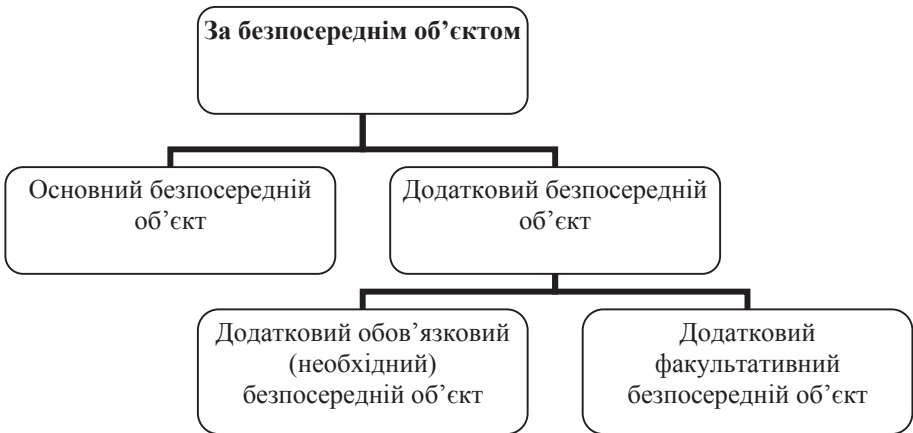 За безпосереднім об’єктом
Основний безпосередній
об’єкт
Додатковий безпосередній
об’єкт
Додатковий обов’язковий
(необхідний)
безпосередній об’єкт
Додатковий
факультативний
безпосередній об’єкт